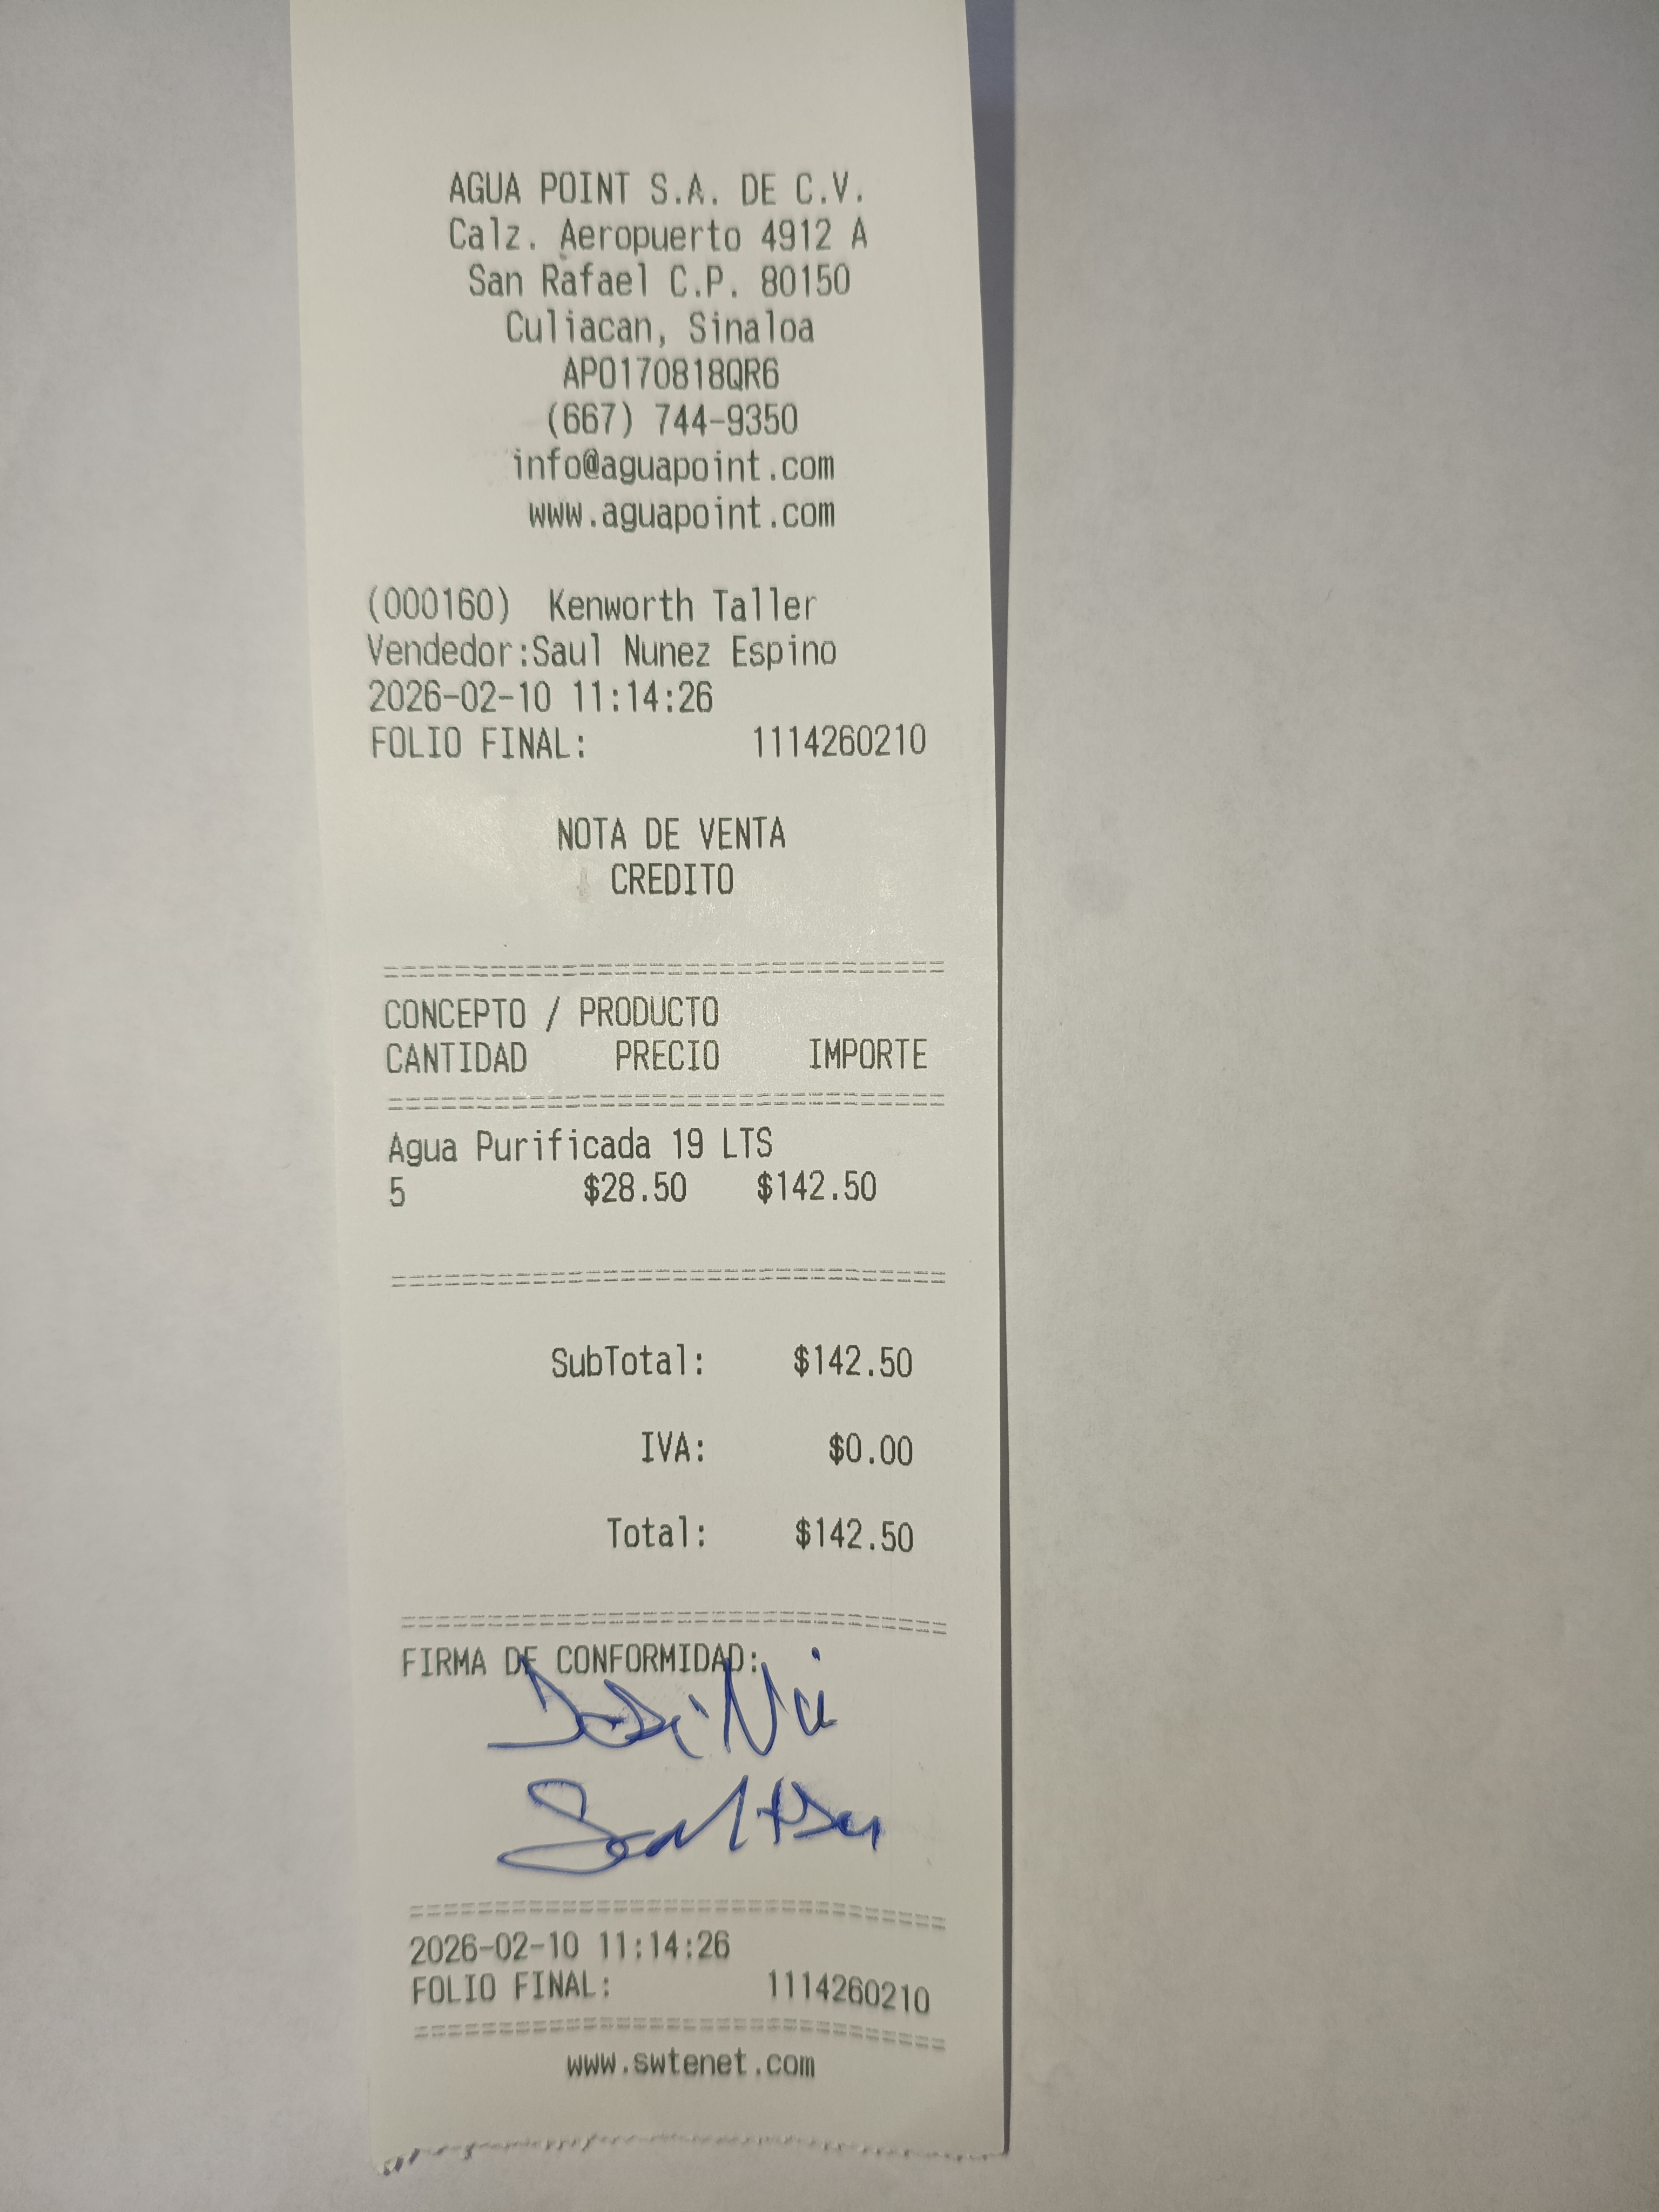 AGUA POINT S.A. DE C.V.
Calz. Aeropuerto 4912 A
San Rafael C.P. 80150
Culiacan, Sinaloa
APO170818QR6
(667) 744-9350
info@aguapoint.com
www.aguapoint.com
(000160) Kenworth Taller
Vendedor:Saul Nunez Espino
2026-02-10 11:14:26
FOLIO FINAL: 1114260210
NOTA DE VENTA
CREDITO
CONCEPTO / PRODUCTO
CANTIDAD PRECIO IMPORTE
Agua Purificada 19 LTS
5 $28.50 $142.50
SubTotal: $142.50
IVA: $0.00
Total: $142.50
FIRMA DE CONFORMIDAD:
2026-02-10 11:14:26
FOLIO FINAL: 1114260210
www.swtenet.com